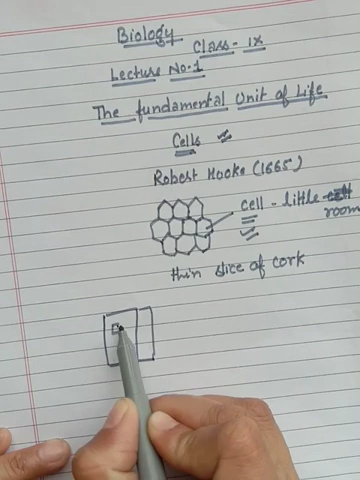 Biology
Class - IX
Lecture No.1
The fundamental Unit of Life
Cells
Robert Hooke (1665)
cell - little
room
thin slice of cork